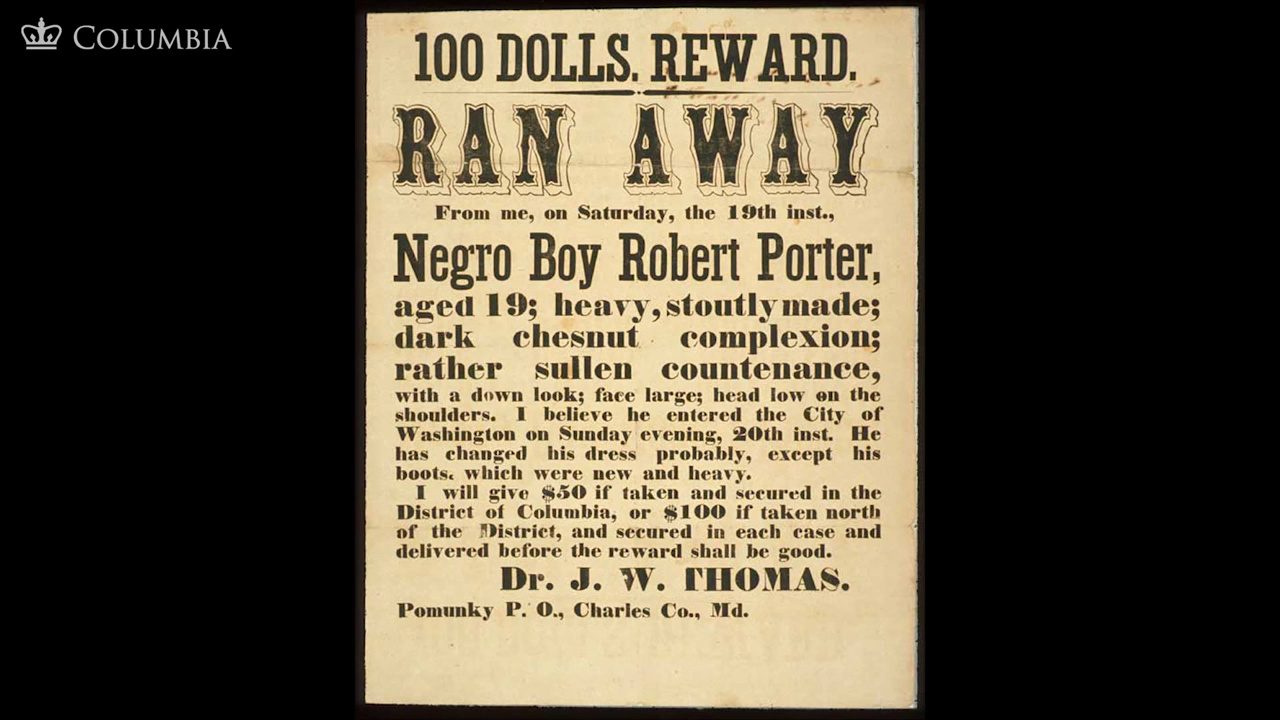 COLUMBIA
100 DOLLS. REWARD.
RAN AWAY
From me, on Saturday, the 19th inst.,
Negro Boy Robert Porter,
aged 19; heavy, stoutly made;
dark chesnut complexion;
rather sullen countenance,
with a down look; face large; head low on the
shoulders. I believe he entered the City of
Washington on Sunday evening, 20th inst. He
has changed his dress probably, except his
boots, which were new and heavy.
I will give $50 if taken and secured in the
District of Columbia, or $100 if taken north
of the District, and secured in each case and
delivered before the reward shall be good.
Dr. J. W. THOMAS.
Pomunky P. O., Charles Co., Md.